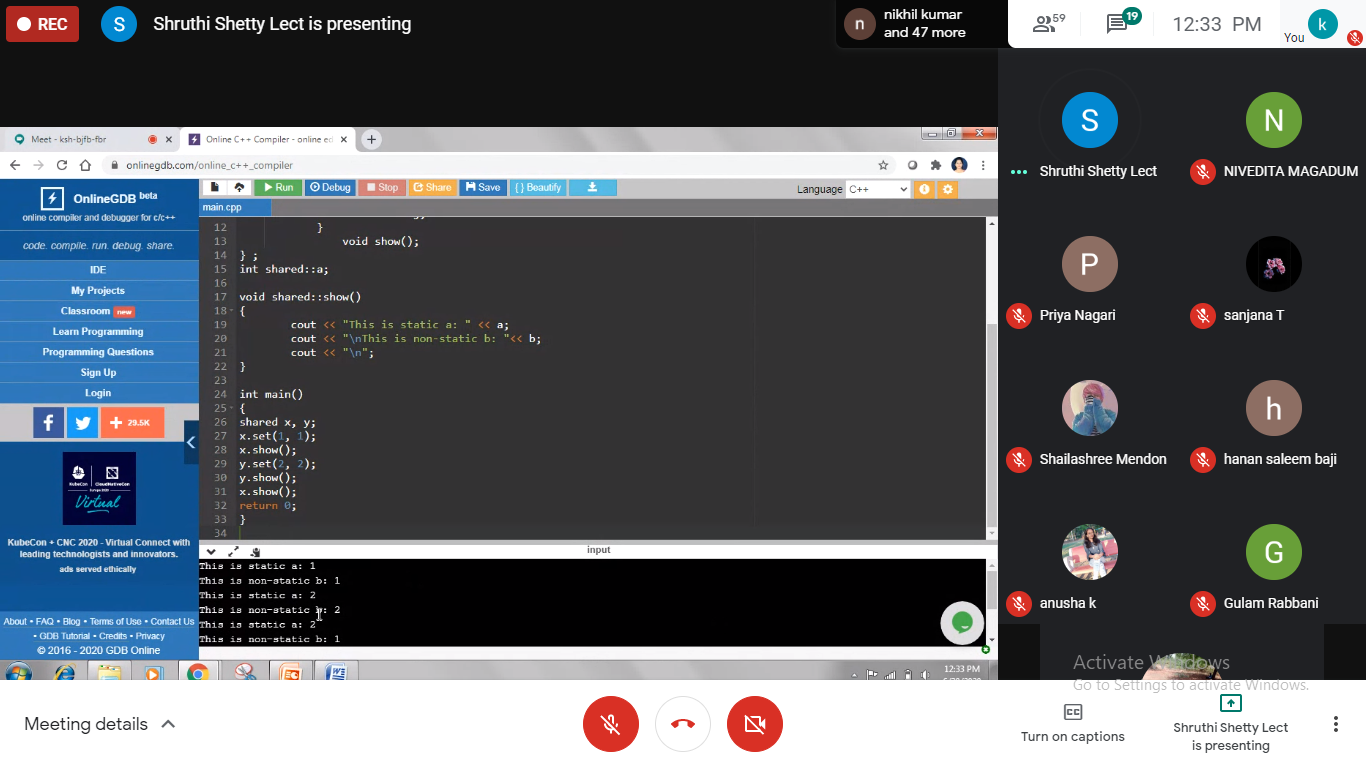 REC
S
Shruthi Shetty Lect is presenting
n
nikhil kumar
and 47 more
59
19
12:33 PM
You
k
Meet - ksh-bjfb-fbr
Online C++ Compiler - online ed
onlinegdb.com/online_c++_compiler
OnlineGDB beta
online compiler and debugger for c/c++
code. compile. run. debug. share.
IDE
My Projects
Classroom new
Learn Programming
Programming Questions
Sign Up
Login
f
+ 29.5K
KubeCon
CloudNativeCon
Virtual
KubeCon + CNC 2020 - Virtual Connect with
leading technologists and innovators.
ads served ethically
About • FAQ • Blog • Terms of Use • Contact Us
• GDB Tutorial • Credits • Privacy
© 2016 - 2020 GDB Online
Run
Debug
Stop
Share
Save
{ } Beautify
Language C++
main.cpp
12 }
13 void show();
14 } ;
15 int shared::a;
16
17 void shared::show()
18 {
19 cout << "This is static a: " << a;
20 cout << "\nThis is non-static b: "<< b;
21 cout << "\n";
22 }
23
24 int main()
25 {
26 shared x, y;
27 x.set(1, 1);
28 x.show();
29 y.set(2, 2);
30 y.show();
31 x.show();
32 return 0;
33 }
34
input
This is static a: 1
This is non-static b: 1
This is static a: 2
This is non-static b: 2
This is static a: 2
This is non-static b: 1
12:33 PM
S
Shruthi Shetty Lect
N
NIVEDITA MAGADUM
P
Priya Nagari
sanjana T
Shailashree Mendon
h
hanan saleem baji
anusha k
G
Gulam Rabbani
Activate Windows
Go to Settings to activate Windows.
Meeting details
CC
Turn on captions
Shruthi Shetty Lect
is presenting